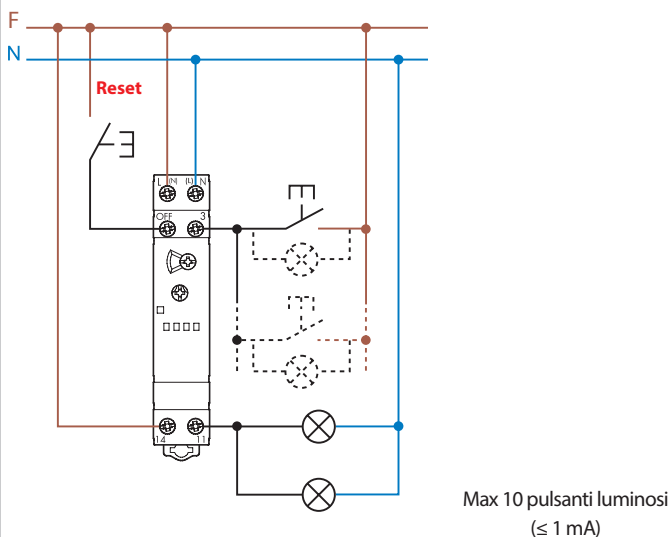 F
N
Reset
L (N) (L) N
OFF 3
14 11
Max 10 pulsanti luminosi
(≤ 1 mA)